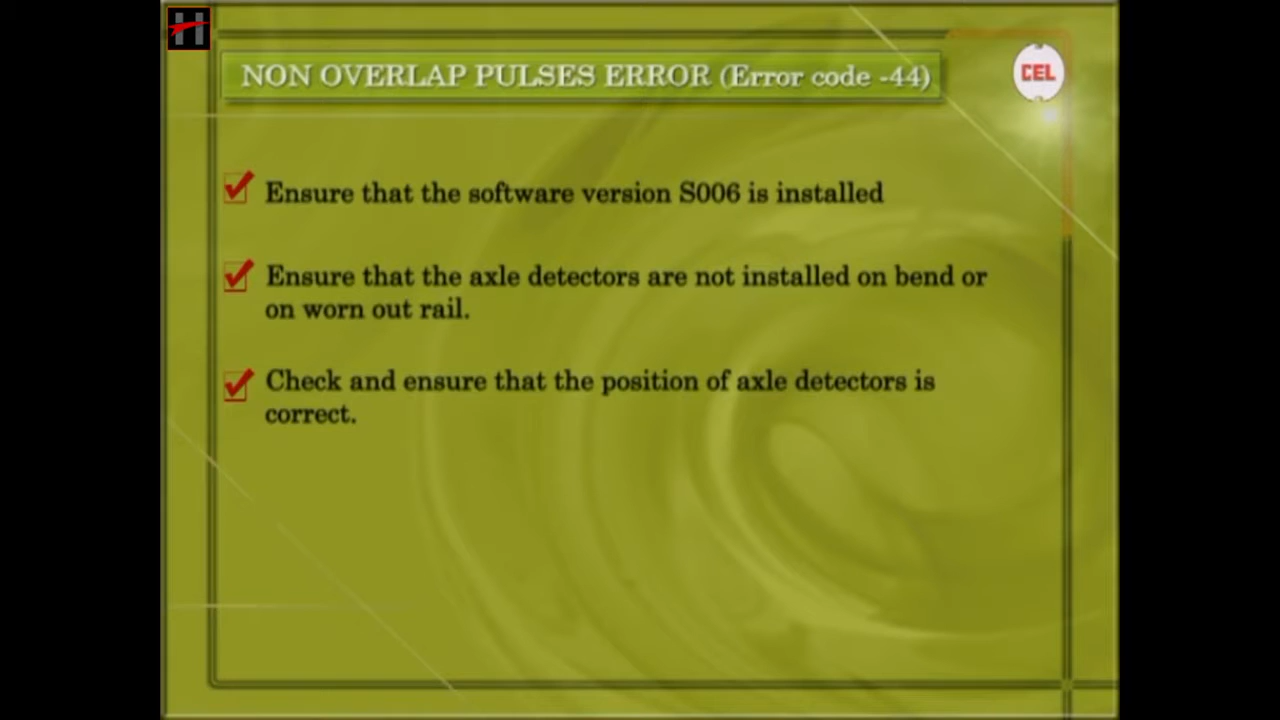 NON OVERLAP PULSES ERROR (Error code -44)
CEL
Ensure that the software version S006 is installed
Ensure that the axle detectors are not installed on bend or
on worn out rail.
Check and ensure that the position of axle detectors is
correct.